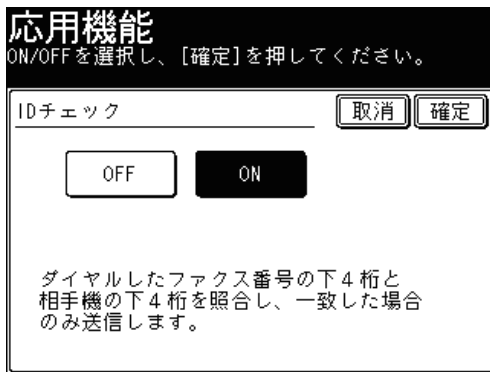 応用機能
ON/OFFを選択し、[確定]を押してください。
IDチェック
取消 確定
OFF ON
ダイヤルしたファクス番号の下4桁と
相手機の下4桁を照合し、一致した場合
のみ送信します。